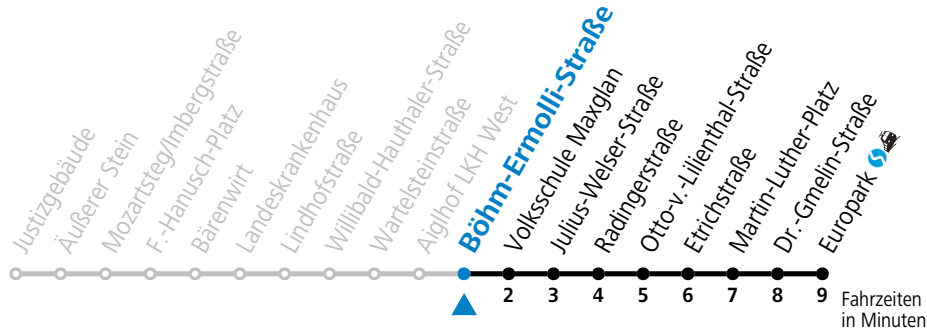 Justizgebäude
Äußerer Stein
Mozartsteg/Imbergstraße
F.-Hanusch-Platz
Bärenwirt
Landeskrankenhaus
Lindhofstraße
Willibald-Hauthaler-Straße
Wartelsteinstraße
Aiglhof LKH West
Böhm-Ermolli-Straße
Volksschule Maxglan
Julius-Welser-Straße
Radingerstraße
Otto-v.-Lilienthal-Straße
Etrichstraße
Martin-Luther-Platz
Dr.-Gmelin-Straße
Europark
2 3 4 5 6 7 8 9
Fahrzeiten
in Minuten